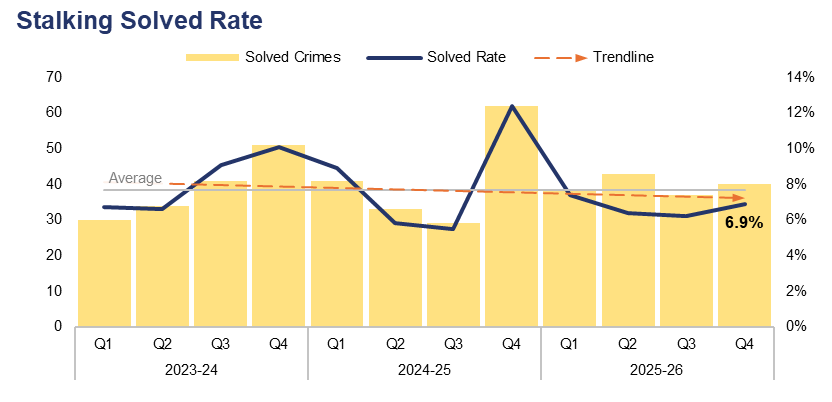 Stalking Solved Rate
Solved Crimes Solved Rate Trendline
70 14%
60 12%
50 10%
Average
40 8%
30 6%
6.9%
20 4%
10 2%
0 0%
Q1 Q2 Q3 Q4 Q1 Q2 Q3 Q4 Q1 Q2 Q3 Q4
2023-24 2024-25 2025-26